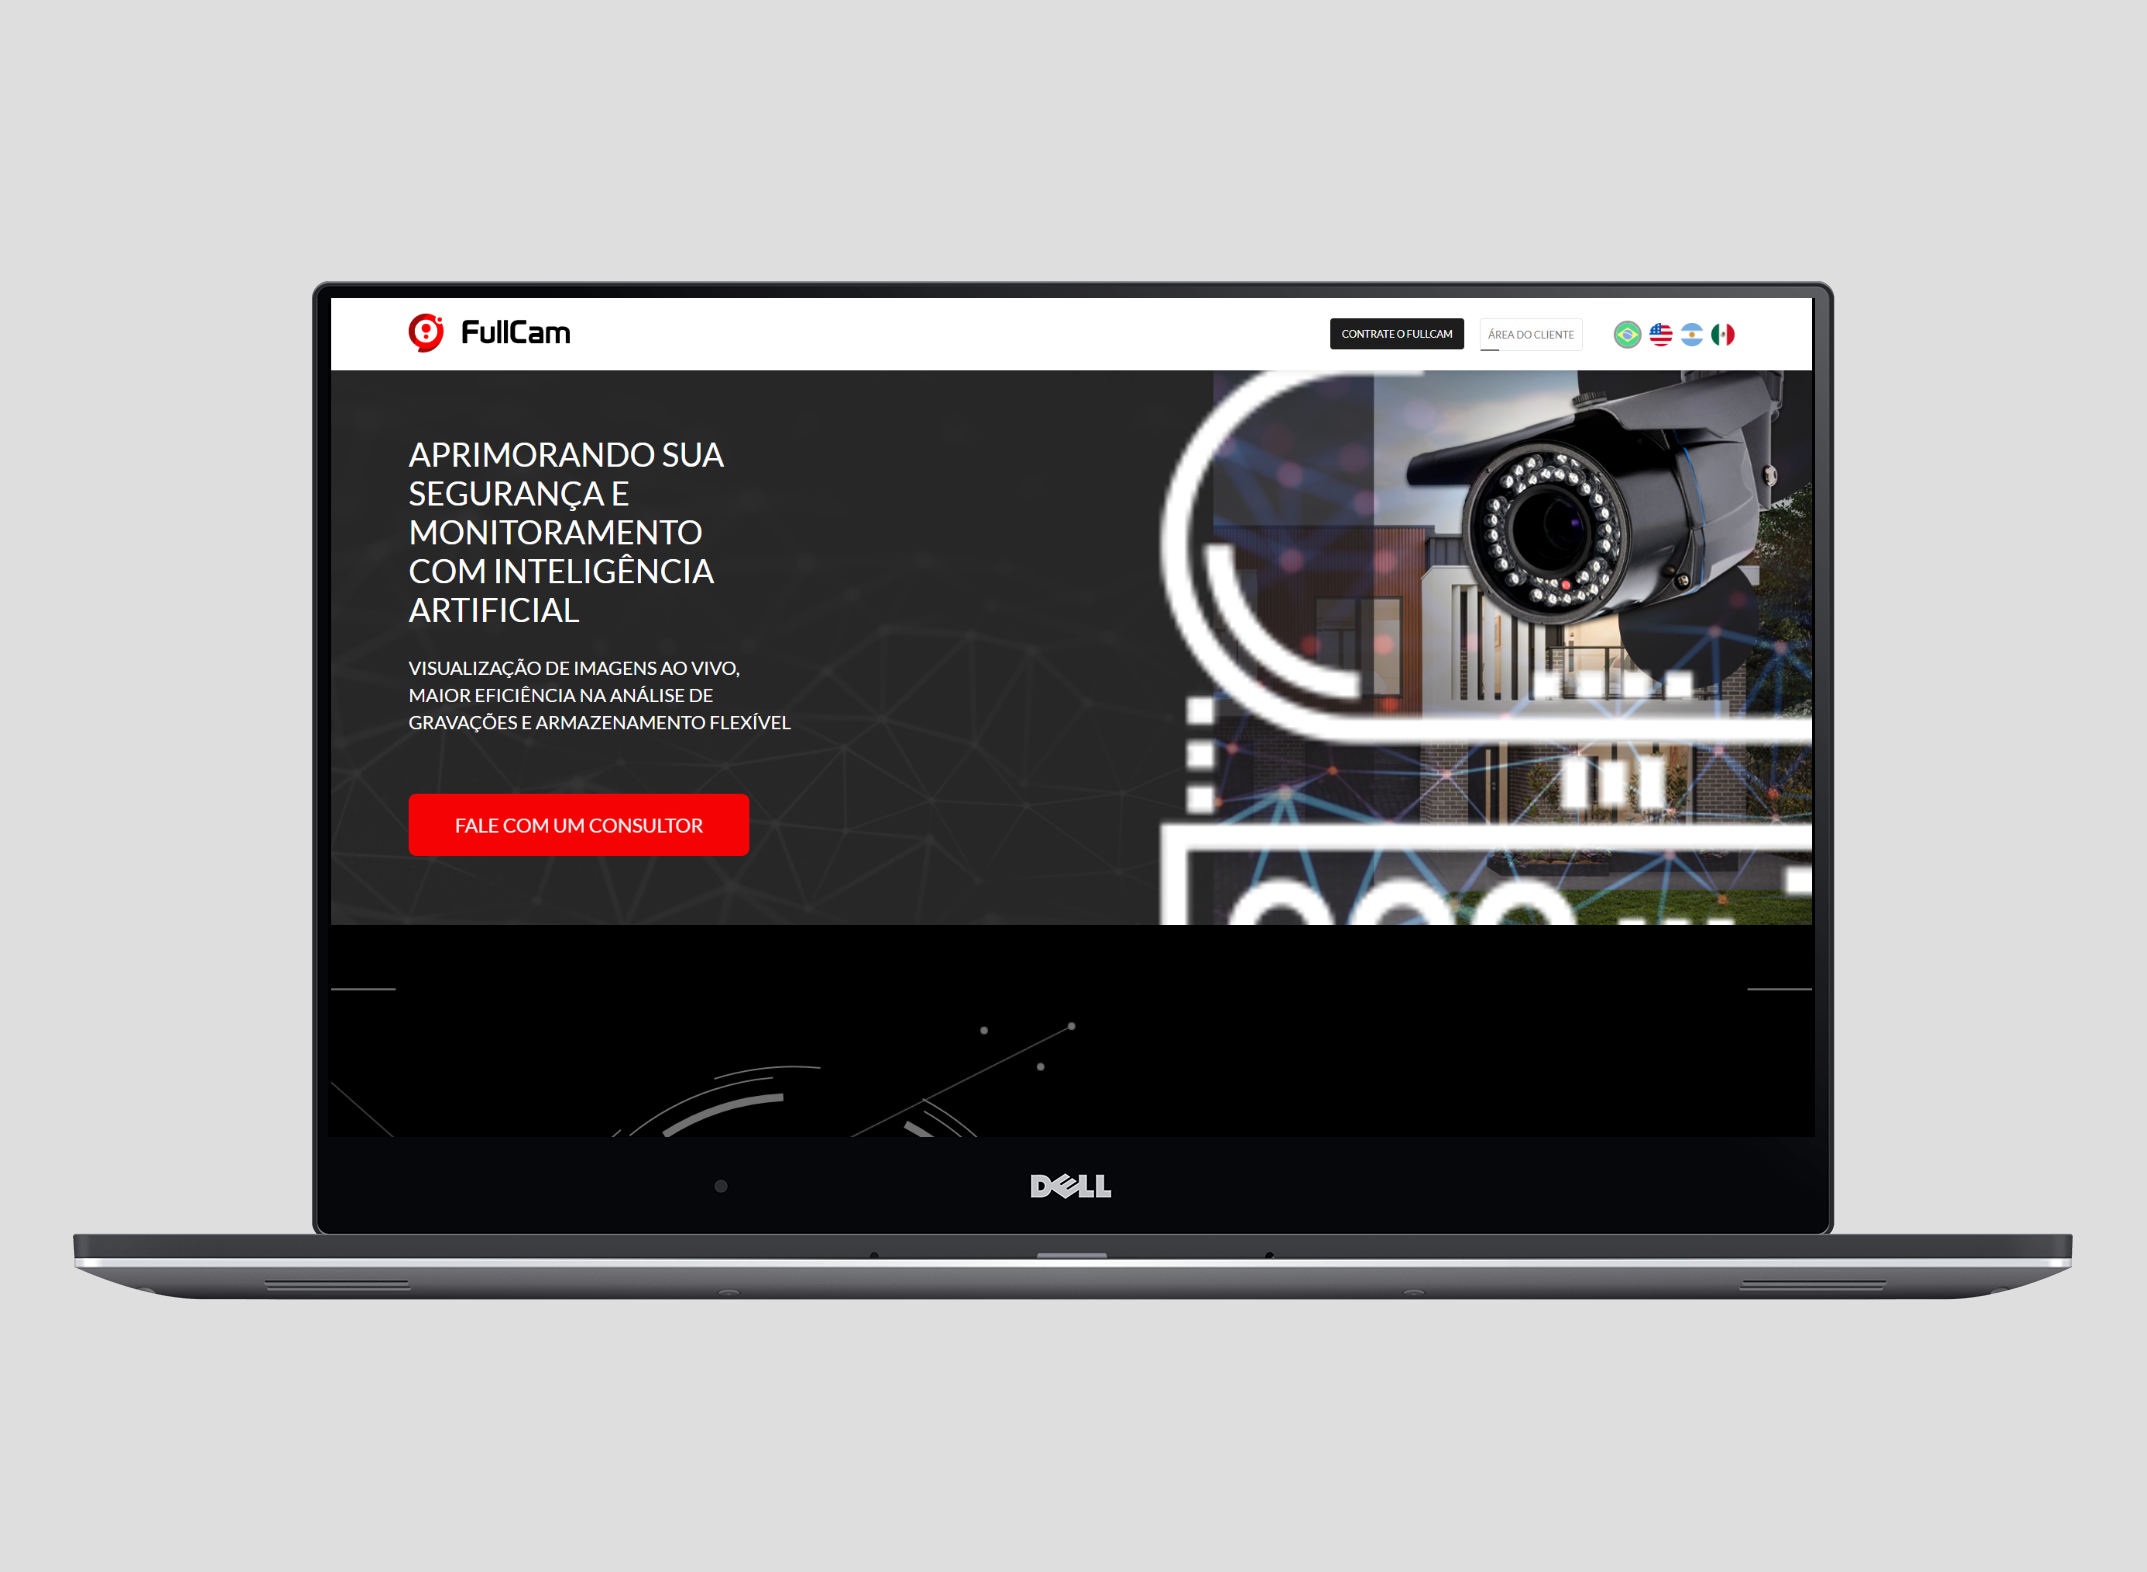 FullCam
CONTRATE O FULLCAM
ÁREA DO CLIENTE
APRIMORANDO SUA
SEGURANÇA E
MONITORAMENTO
COM INTELIGÊNCIA
ARTIFICIAL
VISUALIZAÇÃO DE IMAGENS AO VIVO,
MAIOR EFICIÊNCIA NA ANÁLISE DE
GRAVAÇÕES E ARMAZENAMENTO FLEXÍVEL
FALE COM UM CONSULTOR
DELL